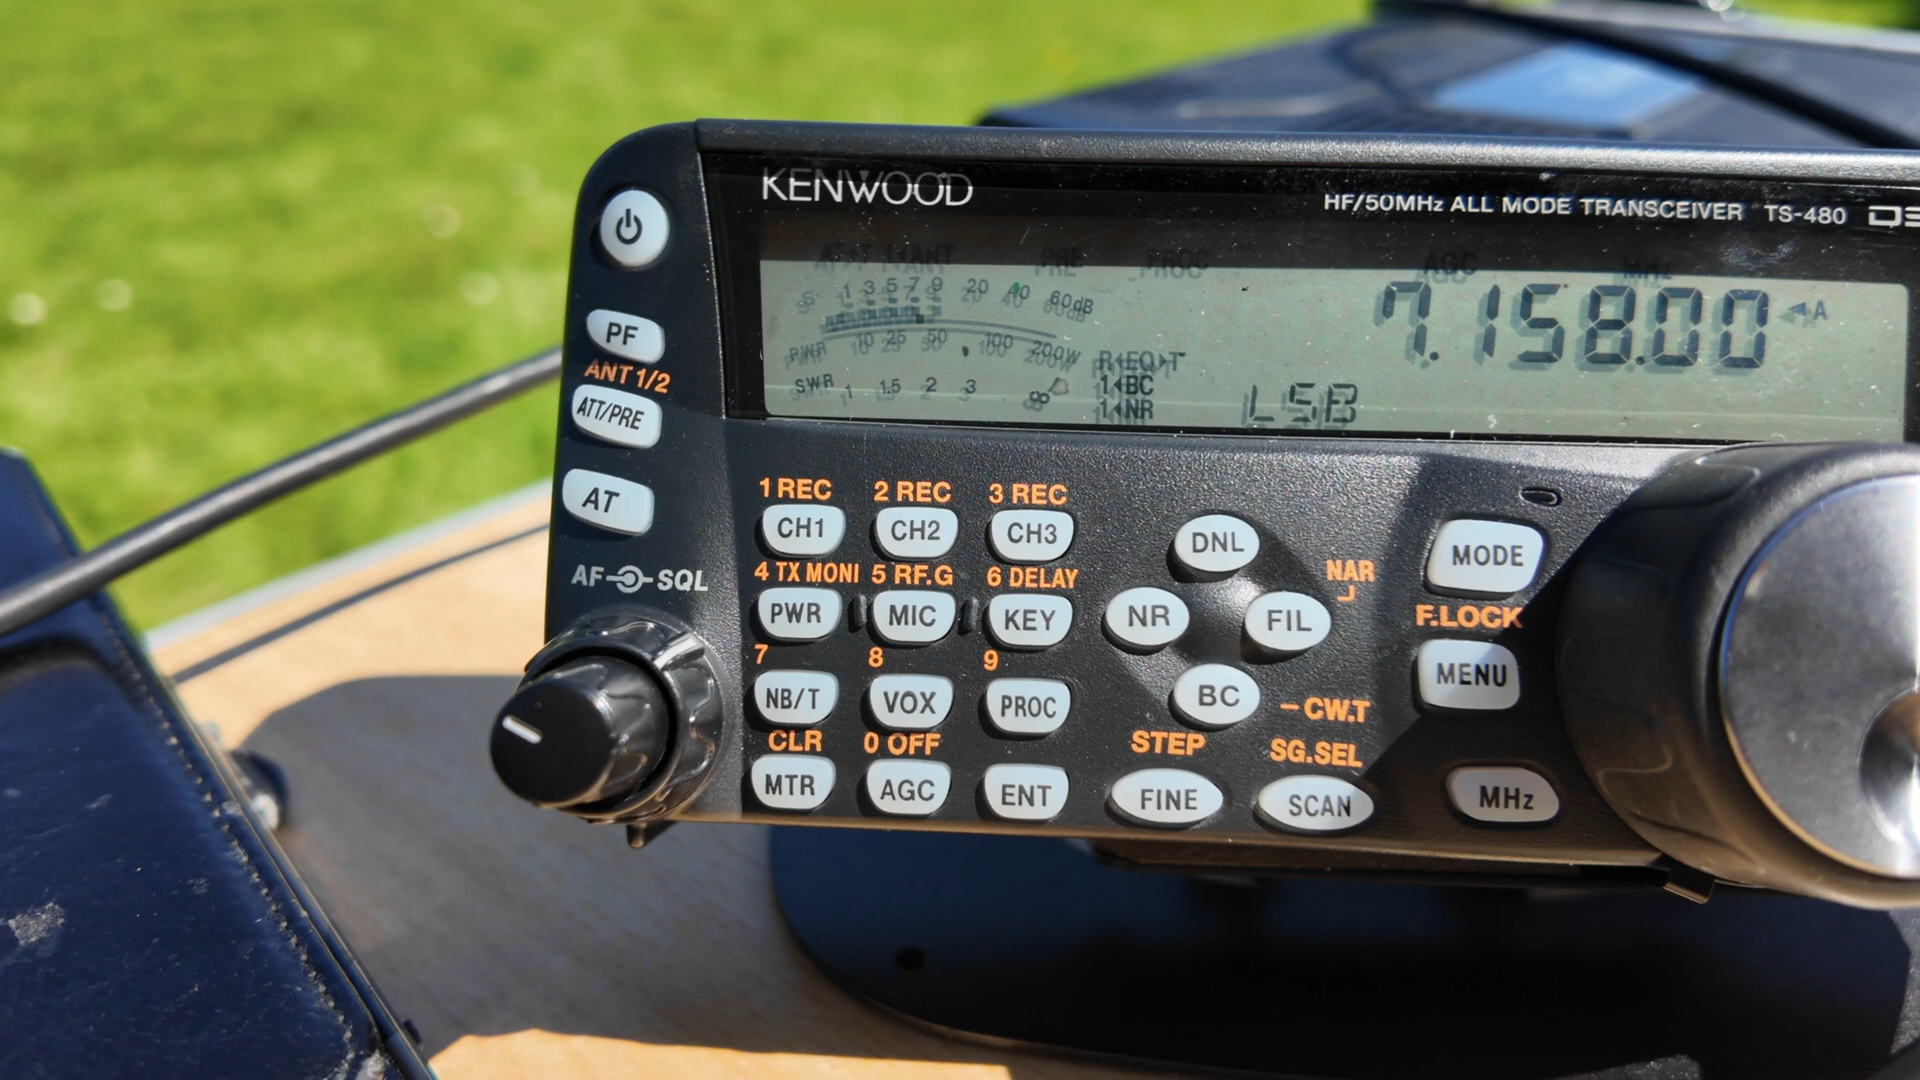 KENWOOD
HF/50MHz ALL MODE TRANSCEIVER TS-480
AT ANT PRE PROC AGC MHz
S 1 3 5 7 9 20 40 60dB
7.158.00 ◄A
PWR 10 25 50 100 200W
R◄EQ►T
SWR 1 1.5 2 3 ∞
1◄BC
1◄NR
LSB
PF
ANT 1/2
ATT/PRE
AT
AF SQL
1 REC 2 REC 3 REC
CH1 CH2 CH3
4 TX MONI 5 RF.G 6 DELAY
PWR MIC KEY
7 8 9
NB/T VOX PROC
CLR 0 OFF
MTR AGC ENT
DNL
NAR
NR FIL
BC
-CW.T
STEP SG.SEL
FINE SCAN
MODE
F.LOCK
MENU
MHz